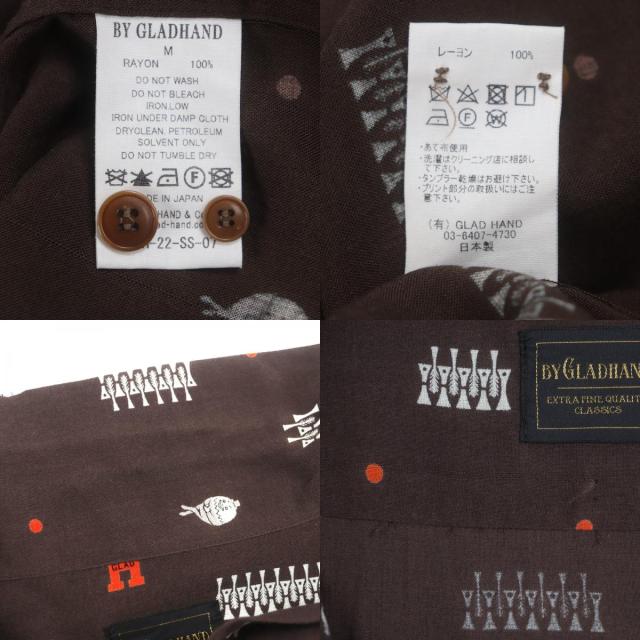 BY GLADHAND
M
RAYON 100%
DO NOT WASH
DO NOT BLEACH
IRON,LOW
IRON UNDER DAMP CLOTH
DRYCLEAN, PETROLEUM
SOLVENT ONLY
DO NOT TUMBLE DRY
MADE IN JAPAN
HAND & Co
-22-SS-07
レーヨン 100%
・あて布使用
・洗濯はクリーニング店に相談し
て下さい。
・タンブラー乾燥はお避け下さい。
・プリント部分の取扱いにはご注
意下さい。
(有) GLAD HAND
03-6407-4730
日本製
GLAD
H
BY GLADHAND
BYGLADHAND
EXTRA FINE QUALIT
CLASSICS